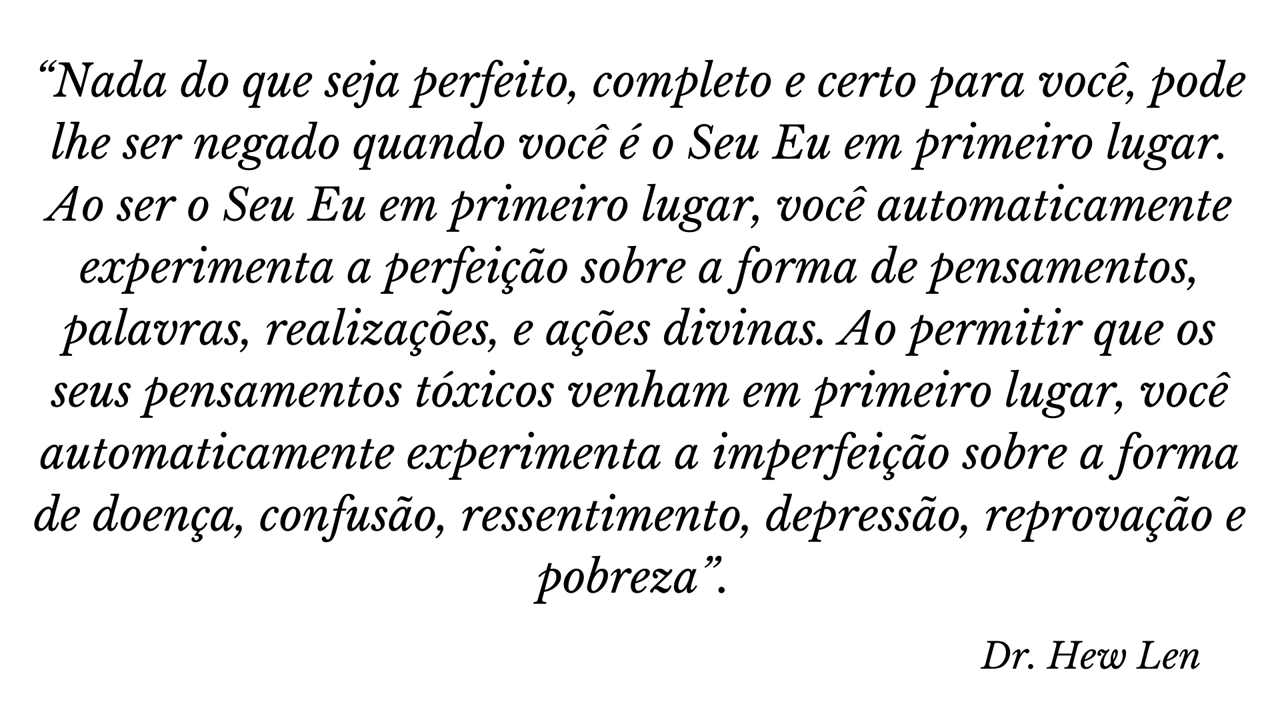 “Nada do que seja perfeito, completo e certo para você, pode
lhe ser negado quando você é o Seu Eu em primeiro lugar.
Ao ser o Seu Eu em primeiro lugar, você automaticamente
experimenta a perfeição sobre a forma de pensamentos,
palavras, realizações, e ações divinas. Ao permitir que os
seus pensamentos tóxicos venham em primeiro lugar, você
automaticamente experimenta a imperfeição sobre a forma
de doença, confusão, ressentimento, depressão, reprovação e
pobreza”.
Dr. Hew Len